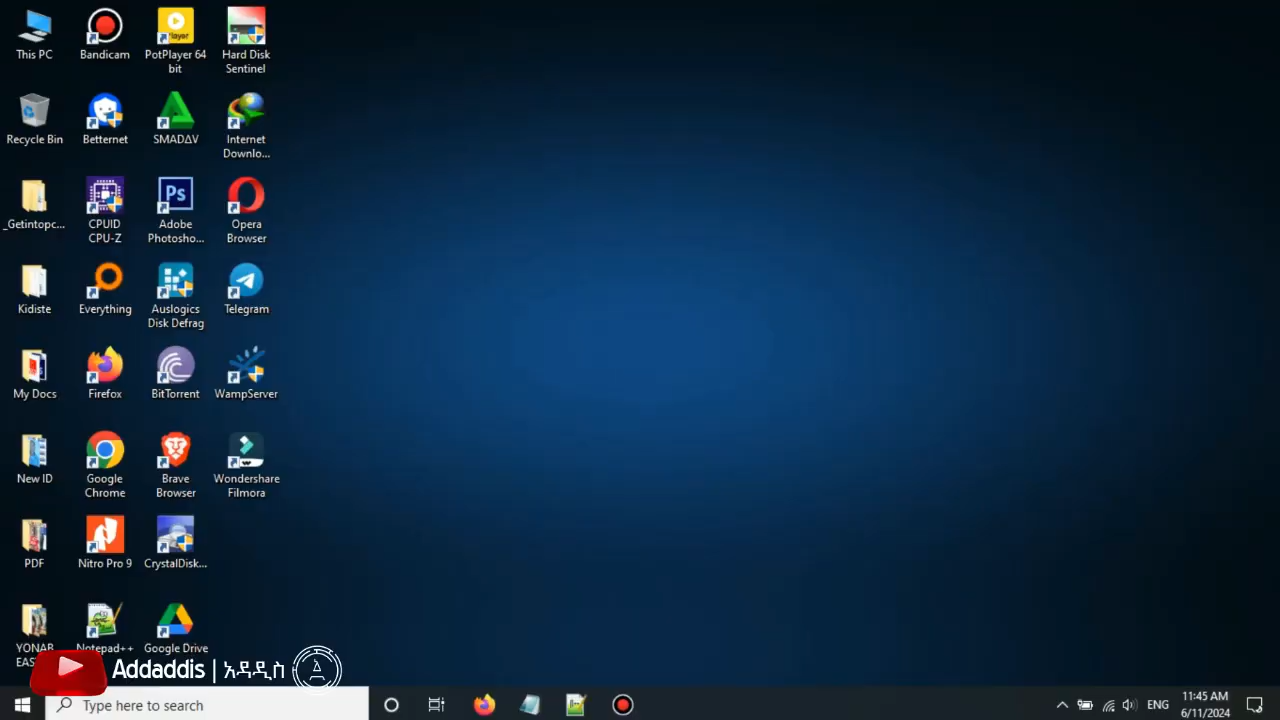 This PC
Bandicam
PotPlayer 64
bit
Hard Disk
Sentinel
Recycle Bin
Betternet
SMADΔV
Internet
Downlo...
_Getintopc...
CPUID
CPU-Z
Adobe
Photosho...
Opera
Browser
Kidiste
Everything
Auslogics
Disk Defrag
Telegram
My Docs
Firefox
BitTorrent
WampServer
New ID
Google
Chrome
Brave
Browser
Wondershare
Filmora
PDF
Nitro Pro 9
CrystalDisk...
YONAB
EAS
Notepad++
Google Drive
Addaddis | አዳዲስ
Type here to search
ENG
11:45 AM
6/11/2024